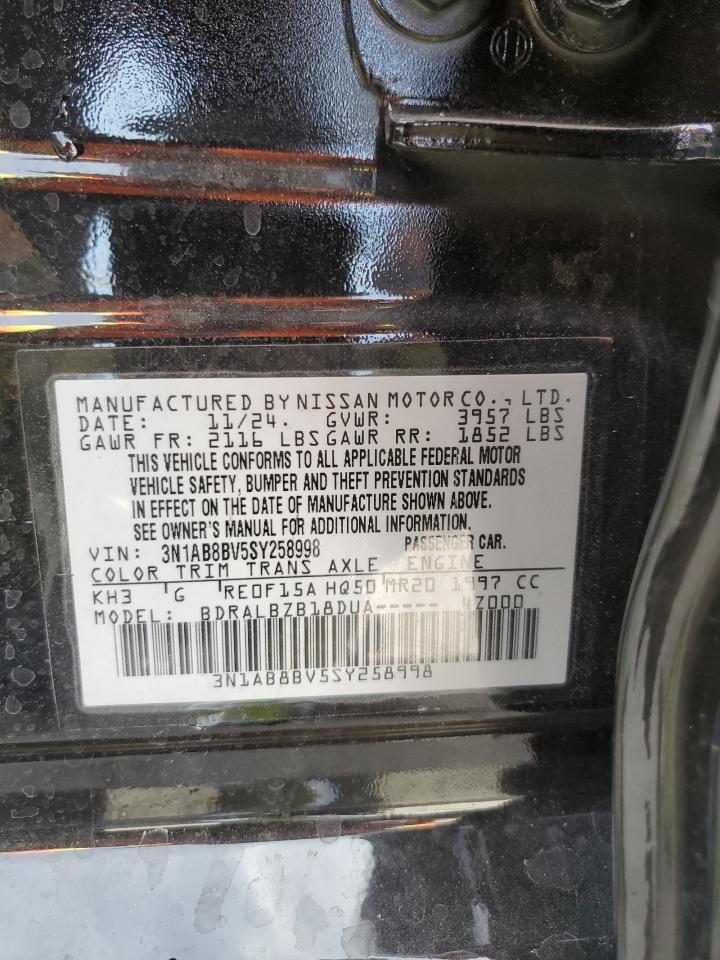 MANUFACTURED BY NISSAN MOTOR CO., LTD.
DATE: 11/24. GVWR: 3957 LBS
GAWR FR: 2116 LBS GAWR RR: 1852 LBS
THIS VEHICLE CONFORMS TO ALL APPLICABLE FEDERAL MOTOR
VEHICLE SAFETY, BUMPER AND THEFT PREVENTION STANDARDS
IN EFFECT ON THE DATE OF MANUFACTURE SHOWN ABOVE.
SEE OWNER'S MANUAL FOR ADDITIONAL INFORMATION.
VIN: 3N1AB8BV5SY258998 PASSENGER CAR.
COLOR TRIM TRANS AXLE ENGINE
KH3 G RE0F15A HQ50 MR20 1997 CC
MODEL: BDRALBZB18DUA----- 4Z000
3N1AB8BV5SY258998